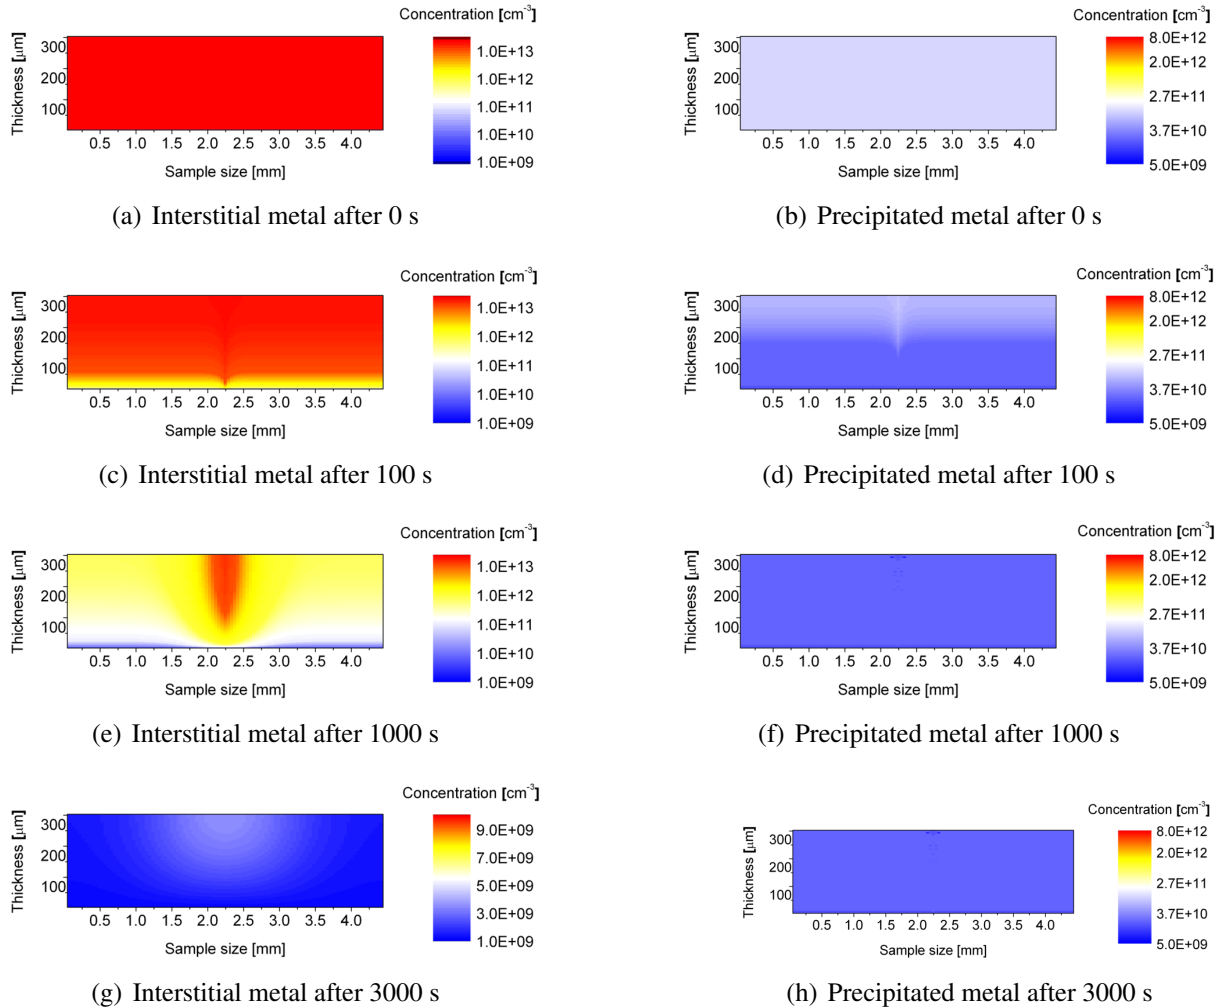 Concentration [cm-3]
Thickness [µm]
300
200
100
0.5 1.0 1.5 2.0 2.5 3.0 3.5 4.0
Sample size [mm]
1.0E+13
1.0E+12
1.0E+11
1.0E+10
1.0E+09
(a) Interstitial metal after 0 s
Concentration [cm-3]
Thickness [µm]
300
200
100
0.5 1.0 1.5 2.0 2.5 3.0 3.5 4.0
Sample size [mm]
8.0E+12
2.0E+12
2.7E+11
3.7E+10
5.0E+09
(b) Precipitated metal after 0 s
Concentration [cm-3]
Thickness [µm]
300
200
100
0.5 1.0 1.5 2.0 2.5 3.0 3.5 4.0
Sample size [mm]
1.0E+13
1.0E+12
1.0E+11
1.0E+10
1.0E+09
(c) Interstitial metal after 100 s
Concentration [cm-3]
Thickness [µm]
300
200
100
0.5 1.0 1.5 2.0 2.5 3.0 3.5 4.0
Sample size [mm]
8.0E+12
2.0E+12
2.7E+11
3.7E+10
5.0E+09
(d) Precipitated metal after 100 s
Concentration [cm-3]
Thickness [µm]
300
200
100
0.5 1.0 1.5 2.0 2.5 3.0 3.5 4.0
Sample size [mm]
1.0E+13
1.0E+12
1.0E+11
1.0E+10
1.0E+09
(e) Interstitial metal after 1000 s
Concentration [cm-3]
Thickness [µm]
300
200
100
0.5 1.0 1.5 2.0 2.5 3.0 3.5 4.0
Sample size [mm]
8.0E+12
2.0E+12
2.7E+11
3.7E+10
5.0E+09
(f) Precipitated metal after 1000 s
Concentration [cm-3]
Thickness [µm]
300
200
100
0.5 1.0 1.5 2.0 2.5 3.0 3.5 4.0
Sample size [mm]
9.0E+09
7.0E+09
5.0E+09
3.0E+09
1.0E+09
(g) Interstitial metal after 3000 s
Concentration [cm-3]
Thickness [µm]
300
200
100
0.5 1.0 1.5 2.0 2.5 3.0 3.5 4.0
Sample size [mm]
8.0E+12
2.0E+12
2.7E+11
3.7E+10
5.0E+09
(h) Precipitated metal after 3000 s